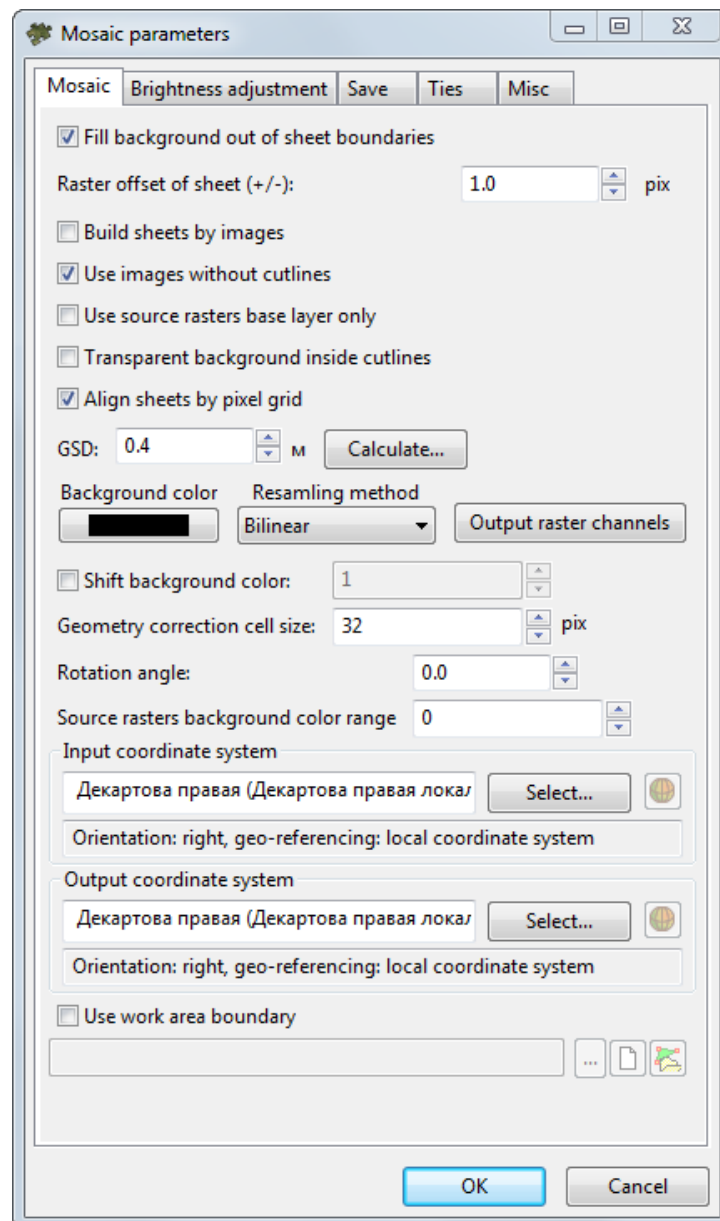 Mosaic parameters
Mosaic Brightness adjustment Save Ties Misc
Fill background out of sheet boundaries
Raster offset of sheet (+/-): 1.0 pix
Build sheets by images
Use images without cutlines
Use source rasters base layer only
Transparent background inside cutlines
Align sheets by pixel grid
GSD: 0.4 м Calculate...
Background color Resamling method
Bilinear Output raster channels
Shift background color: 1
Geometry correction cell size: 32 pix
Rotation angle: 0.0
Source rasters background color range 0
Input coordinate system
Декартова правая (Декартова правая локал Select...
Orientation: right, geo-referencing: local coordinate system
Output coordinate system
Декартова правая (Декартова правая локал Select...
Orientation: right, geo-referencing: local coordinate system
Use work area boundary
...
OK Cancel